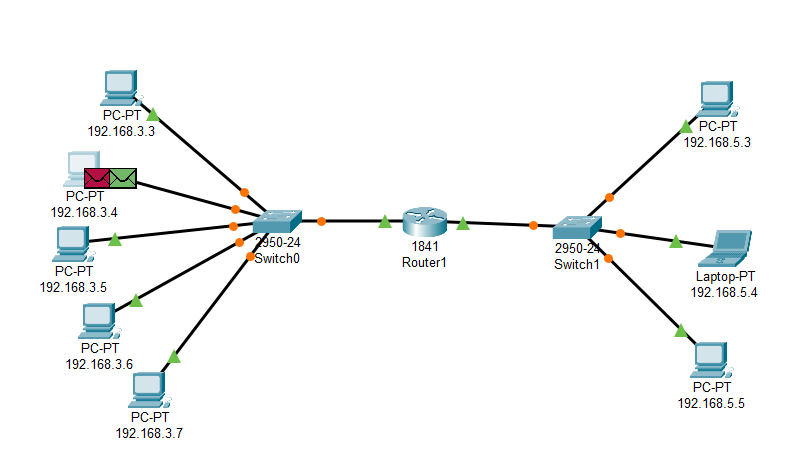 PC-PT
192.168.3.3
PC-PT
192.168.3.4
PC-PT
192.168.3.5
PC-PT
192.168.3.6
PC-PT
192.168.3.7
2950-24
Switch0
1841
Router1
2950-24
Switch1
PC-PT
192.168.5.3
Laptop-PT
192.168.5.4
PC-PT
192.168.5.5